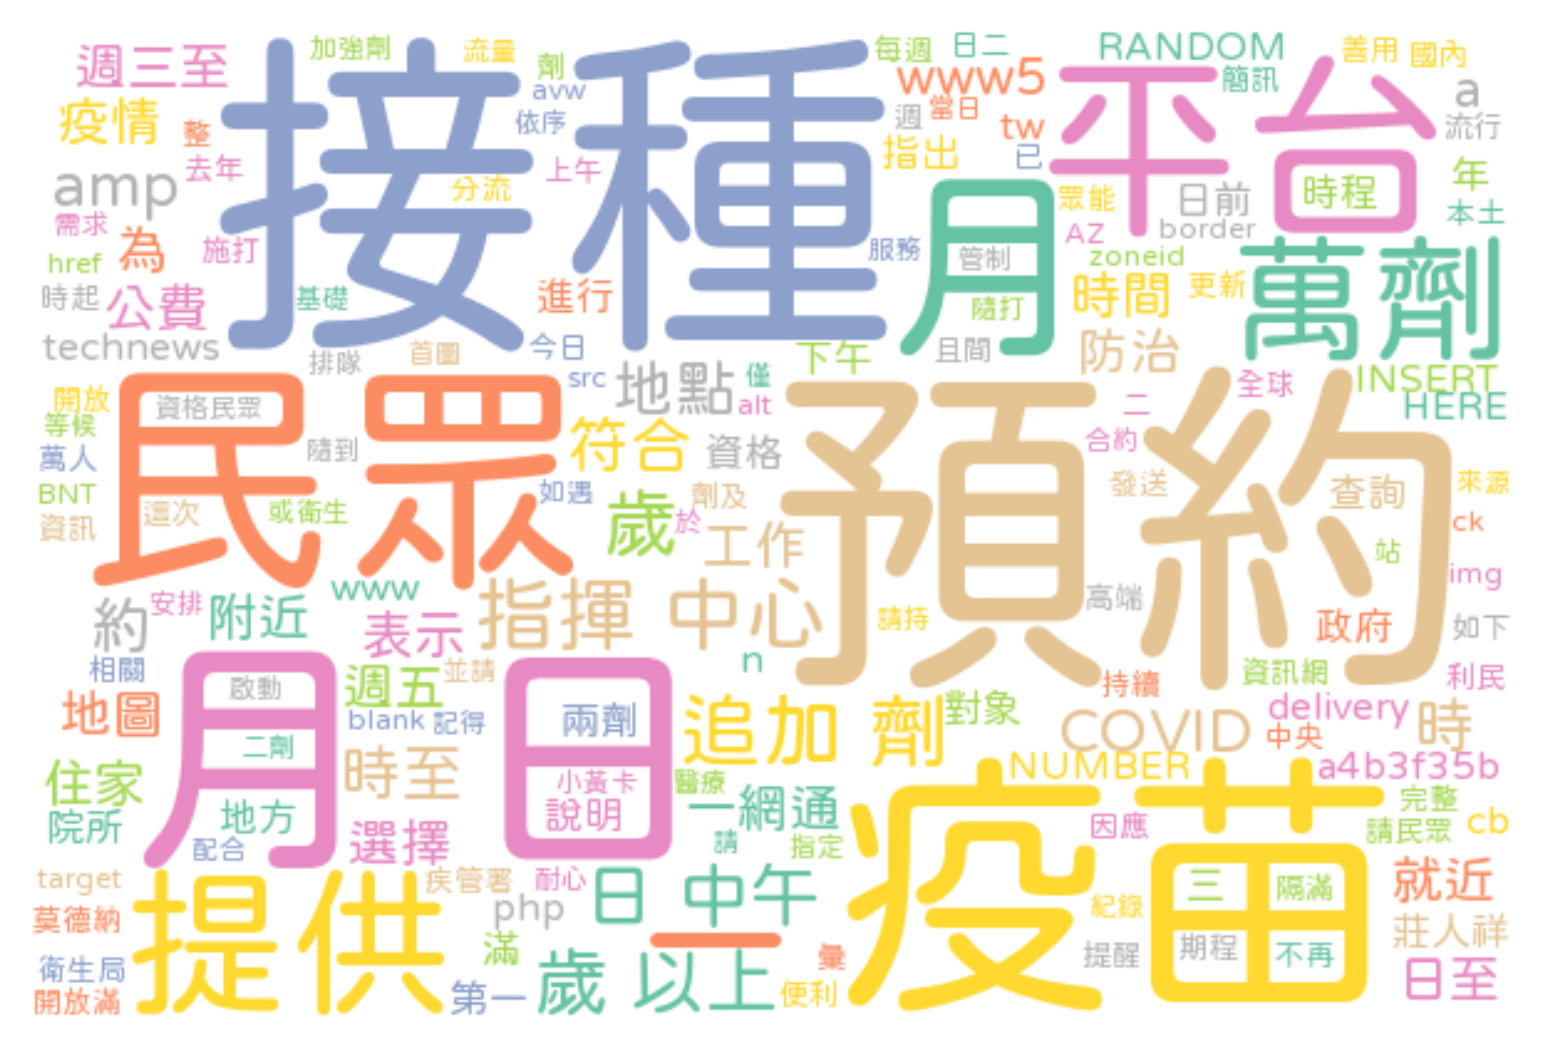 週三至
加強劑
流量
劑
接種
每週
日二
RANDOM
善用
國內
www5
簡訊
平台
a
疫情
整
avw
依序
週
當日
tw
流行
amp
去年
分流
上午
指出
已
時程
年
需求
為
施打
服務
月
眾能
AZ
日前
border
本土
href
公費
基礎
進行
管制
隨打
zoneid
時間
更新
萬劑
時起
technews
排隊
首圖
今日
且間
防治
下午
開放
資格民眾
src
地點
僅
alt
全球
INSERT
HERE
等候
民眾
符合
資格
預約
二
合約
萬人
隨到
如遇
劑及
發送
查詢
來源
BNT
這次
或衛生
歲
於
ck
資訊
工作
站
www
指揮
中心
高端
img
約
安排
附近
表示
請持
政府
如下
相關
月
啟動
週五
並請
日
n
持續
資訊網
利民
地圖
blank
記得
兩劑
追加
劑
對象
COVID
中央
delivery
時
二劑
時至
NUMBER
a4b3f35b
住家
小黃卡
醫療
完整
院所
地方
說明
一網通
疫苗
因應
請民眾
cb
配合
選擇
請
指定
target
提供
疾管署
耐心
日
中午
三
隔滿
就近
莫德納
php
一
紀錄
莊人祥
衛生局
滿
歲
以上
彙
提醒
期程
不再
日至
開放滿
第一
便利